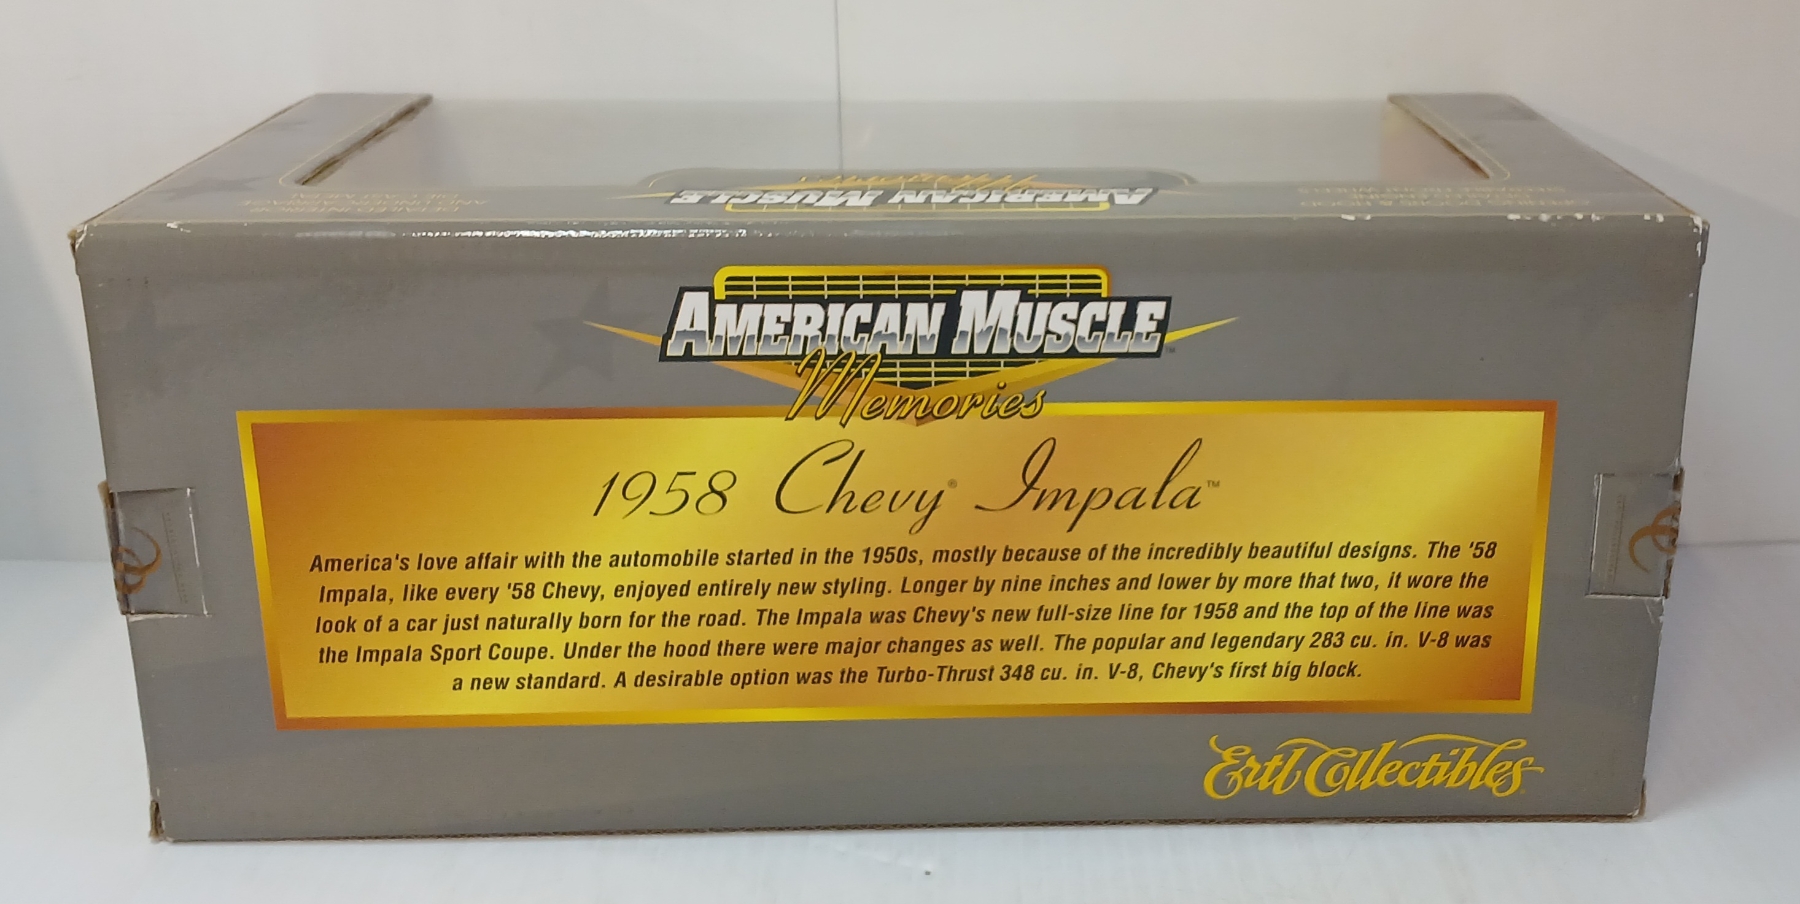 AMERICAN MUSCLE
AMERICAN MUSCLE™
Memories
1958 Chevy® Impala™
America's love affair with the automobile started in the 1950s, mostly because of the incredibly beautiful designs. The '58
Impala, like every '58 Chevy, enjoyed entirely new styling. Longer by nine inches and lower by more that two, it wore the
look of a car just naturally born for the road. The Impala was Chevy's new full-size line for 1958 and the top of the line was
the Impala Sport Coupe. Under the hood there were major changes as well. The popular and legendary 283 cu. in. V-8 was
a new standard. A desirable option was the Turbo-Thrust 348 cu. in. V-8, Chevy's first big block.
Ertl Collectibles